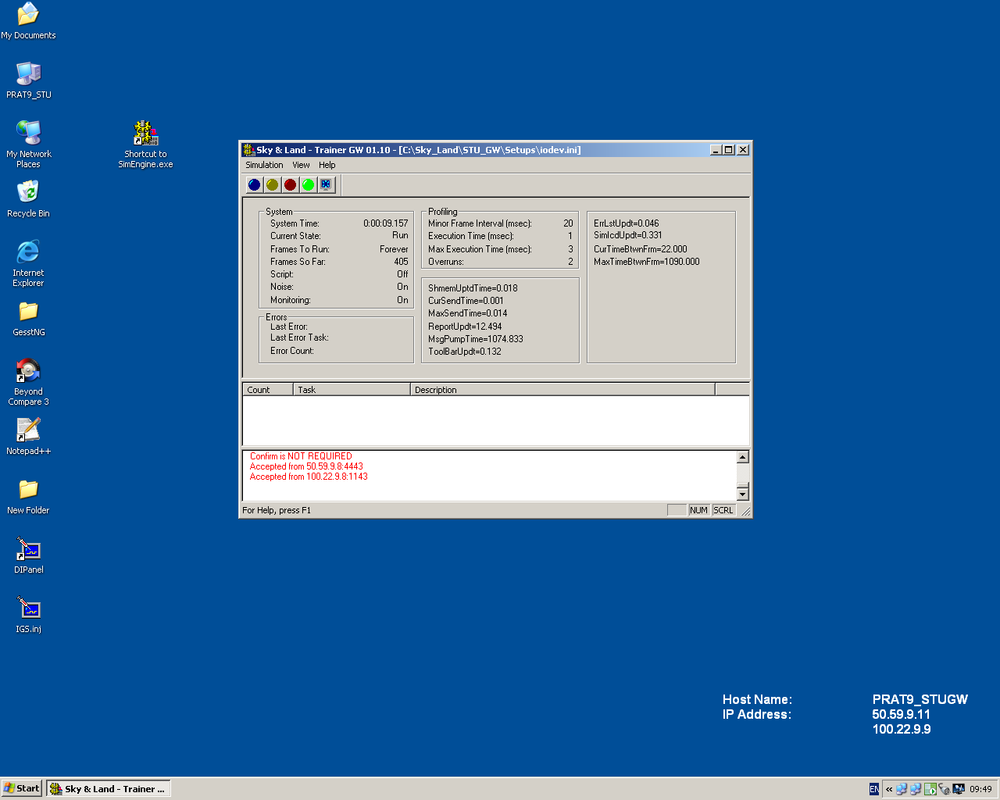 My Documents
PRAT9_STU
My Network
Places
Recycle Bin
Internet
Explorer
GesstNG
Beyond
Compare 3
Notepad++
New Folder
DIPanel
IGS.inj
Shortcut to
SimEngine.exe
Sky & Land - Trainer GW 01.10 - [C:\Sky_Land\STU_GW\Setups\iodev.ini]
Simulation View Help
System
System Time: 0:00:09.157
Current State: Run
Frames To Run: Forever
Frames So Far: 405
Script: Off
Noise: On
Monitoring: On
Errors
Last Error:
Last Error Task:
Error Count:
Profiling
Minor Frame Interval (msec): 20
Execution Time (msec): 1
Max Execution Time (msec): 3
Overruns: 2
ShmemUptdTime=0.018
CurSendTime=0.001
MaxSendTime=0.014
ReportUpdt=12.494
MsgPumpTime=1074.833
ToolBarUpdt=0.132
ErrLstUpdt=0.046
SimIcdUpdt=0.331
CurTimeBtwnFrm=22.000
MaxTimeBtwnFrm=1090.000
Count Task Description
Confirm is NOT REQUIRED
Accepted from 50.59.9.8:4443
Accepted from 100.22.9.8:1143
For Help, press F1 NUM SCRL
Host Name: PRAT9_STUGW
IP Address: 50.59.9.11
100.22.9.9
Start Sky & Land - Trainer ... EN « 09:49